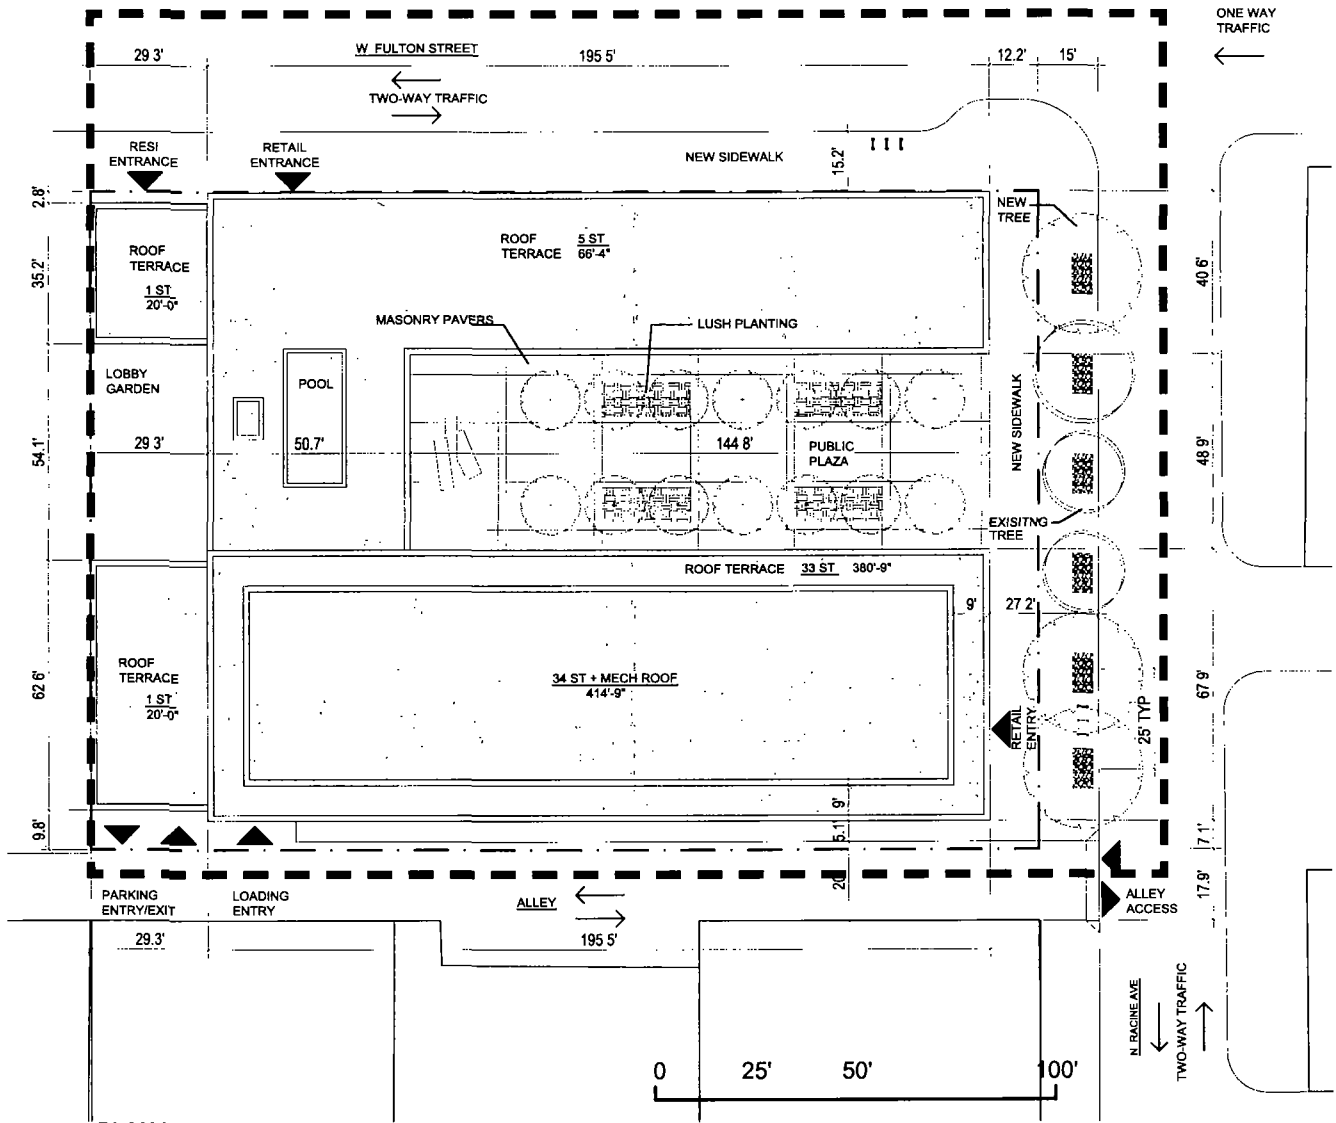 ONE WAY
TRAFFIC
29 3'
W FULTON STREET
195 5'
12.2'
15'
TWO-WAY TRAFFIC
RESI
ENTRANCE
RETAIL
ENTRANCE
NEW SIDEWALK
15.2'
2.8'
NEW
TREE
ROOF
TERRACE
1 ST
20'-0"
ROOF
TERRACE
5 ST
66'-4"
35.2'
40 6'
MASONRY PAVERS
LUSH PLANTING
LOBBY
GARDEN
POOL
NEW SIDEWALK
54.1'
29 3'
50.7'
144 8'
PUBLIC
PLAZA
48 9'
EXISITNG
TREE
ROOF TERRACE 33 ST 380'-9"
9'
27 2'
ROOF
TERRACE
1 ST
20'-0"
34 ST + MECH ROOF
414'-9"
62 6'
67 9'
RETAIL
ENTRY
25' TYP
9'
5.1'
20'
9.8'
7.1'
17.9'
PARKING
ENTRY/EXIT
LOADING
ENTRY
ALLEY
ALLEY
ACCESS
29.3'
195 5'
N RACINE AVE
TWO-WAY TRAFFIC
0 25' 50' 100'